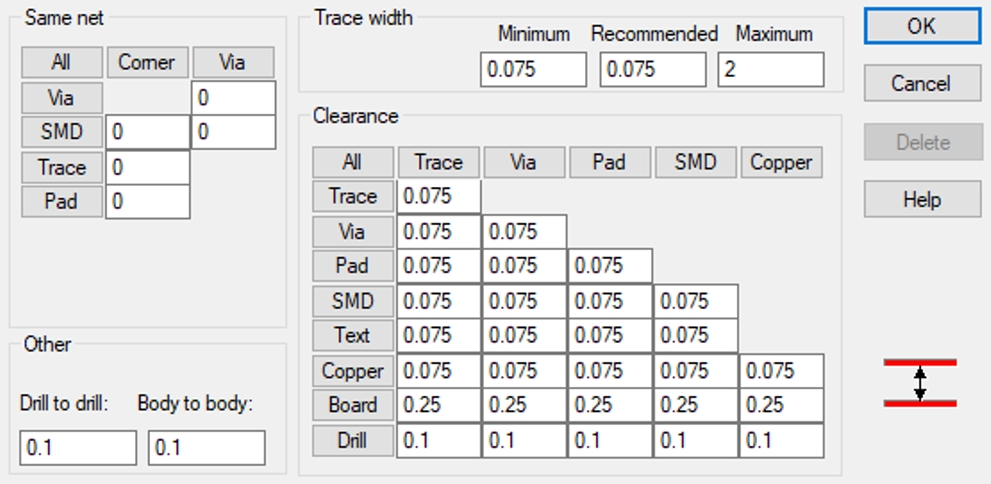 Same net
All Corner Via
Via 0
SMD 0 0
Trace 0
Pad 0
Other
Drill to drill: Body to body:
0.1 0.1
Trace width
Minimum Recommended Maximum
0.075 0.075 2
Clearance
All Trace Via Pad SMD Copper
Trace 0.075
Via 0.075 0.075
Pad 0.075 0.075 0.075
SMD 0.075 0.075 0.075 0.075
Text 0.075 0.075 0.075 0.075
Copper 0.075 0.075 0.075 0.075 0.075
Board 0.25 0.25 0.25 0.25 0.25
Drill 0.1 0.1 0.1 0.1 0.1
OK
Cancel
Delete
Help